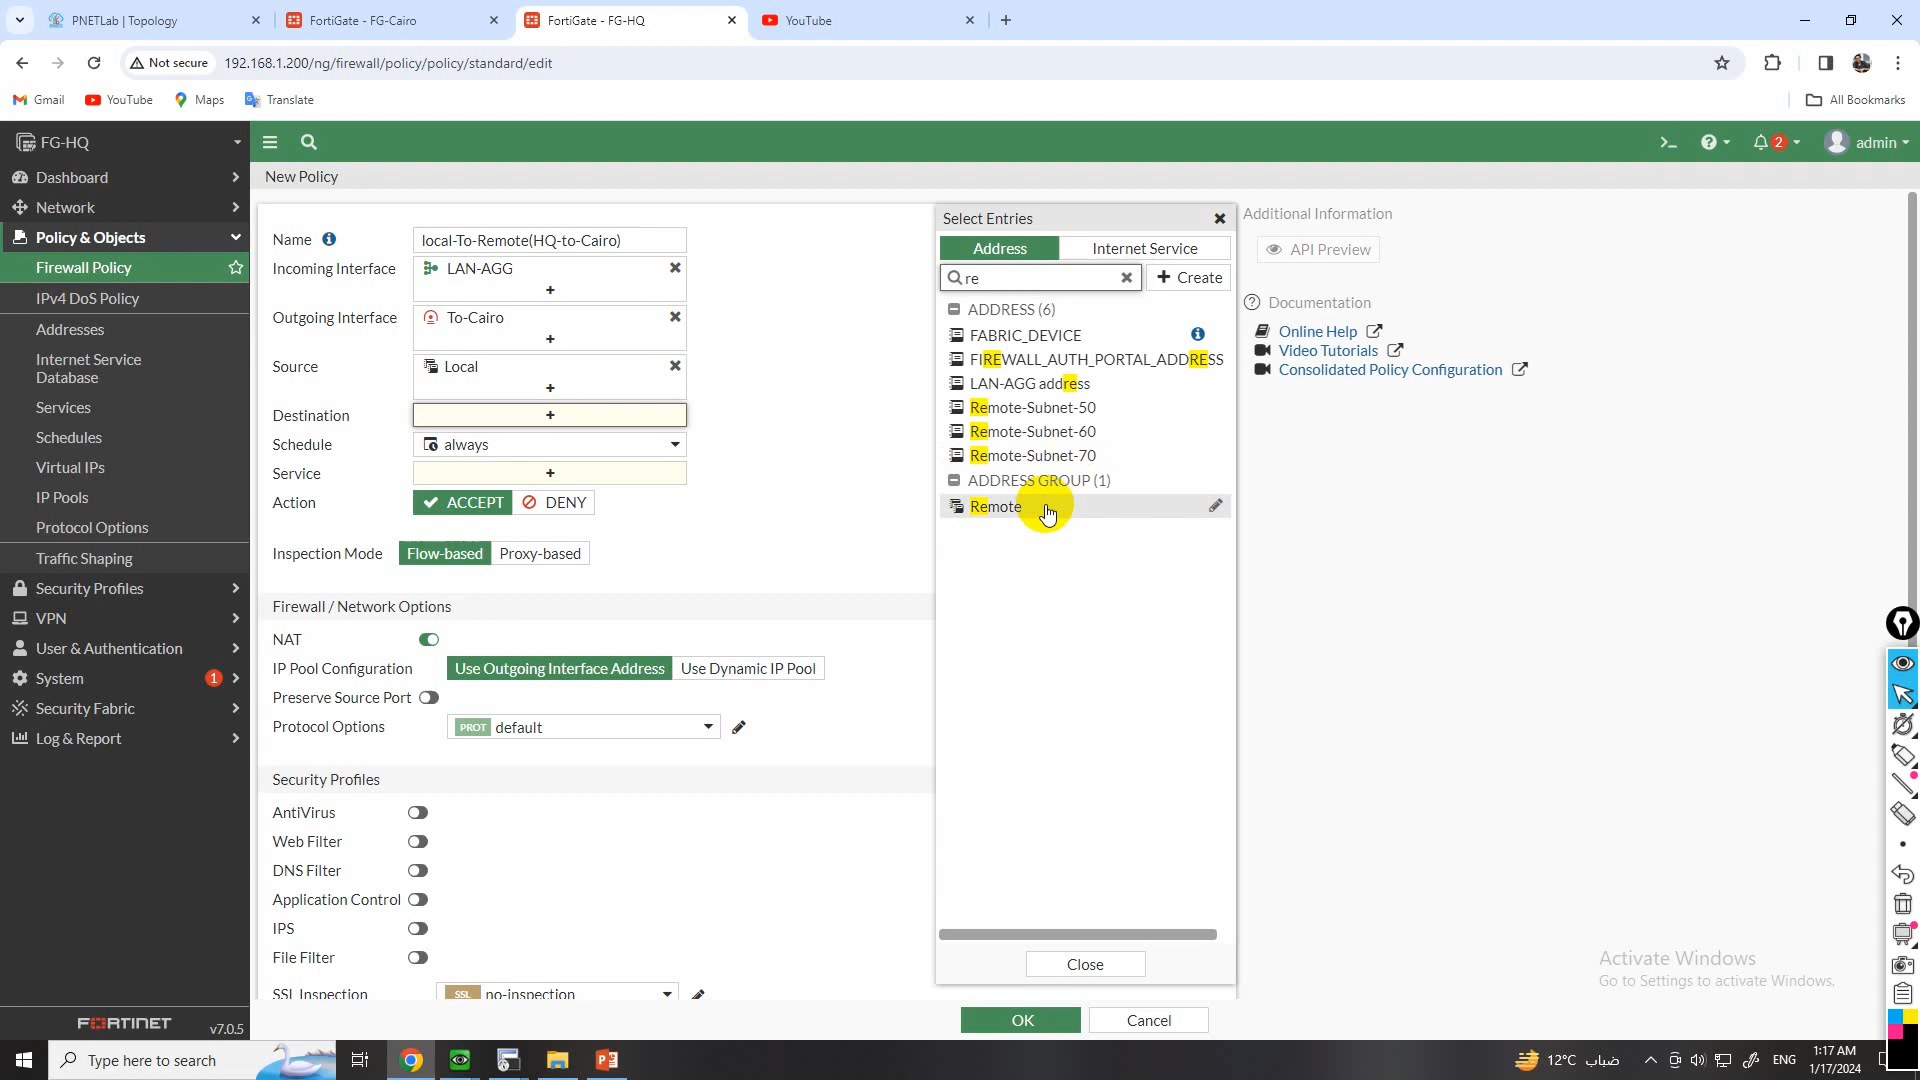 PNETLab | Topology
FortiGate - FG-Cairo
FortiGate - FG-HQ
YouTube
Not secure
192.168.1.200/ng/firewall/policy/policy/standard/edit
Gmail
YouTube
Maps
Translate
All Bookmarks
FG-HQ
2
admin
Dashboard
Network
Policy & Objects
Firewall Policy
IPv4 DoS Policy
Addresses
Internet Service
Database
Services
Schedules
Virtual IPs
IP Pools
Protocol Options
Traffic Shaping
Security Profiles
VPN
User & Authentication
System
1
Security Fabric
Log & Report
FORTINET
v7.0.5
New Policy
Name
local-To-Remote(HQ-to-Cairo)
Incoming Interface
LAN-AGG
+
Outgoing Interface
To-Cairo
+
Source
Local
+
Destination
+
Schedule
always
Service
+
Action
ACCEPT
DENY
Inspection Mode
Flow-based
Proxy-based
Firewall / Network Options
NAT
IP Pool Configuration
Use Outgoing Interface Address
Use Dynamic IP Pool
Preserve Source Port
Protocol Options
PROT
default
Security Profiles
AntiVirus
Web Filter
DNS Filter
Application Control
IPS
File Filter
SSL Inspection
SSL
no-inspection
Select Entries
Address
Internet Service
re
+ Create
ADDRESS (6)
FABRIC_DEVICE
FIREWALL_AUTH_PORTAL_ADDRESS
LAN-AGG address
Remote-Subnet-50
Remote-Subnet-60
Remote-Subnet-70
ADDRESS GROUP (1)
Remote
Close
OK
Cancel
Additional Information
API Preview
Documentation
Online Help
Video Tutorials
Consolidated Policy Configuration
Activate Windows
Go to Settings to activate Windows.
Type here to search
12°C ضباب
ENG
1:17 AM
1/17/2024